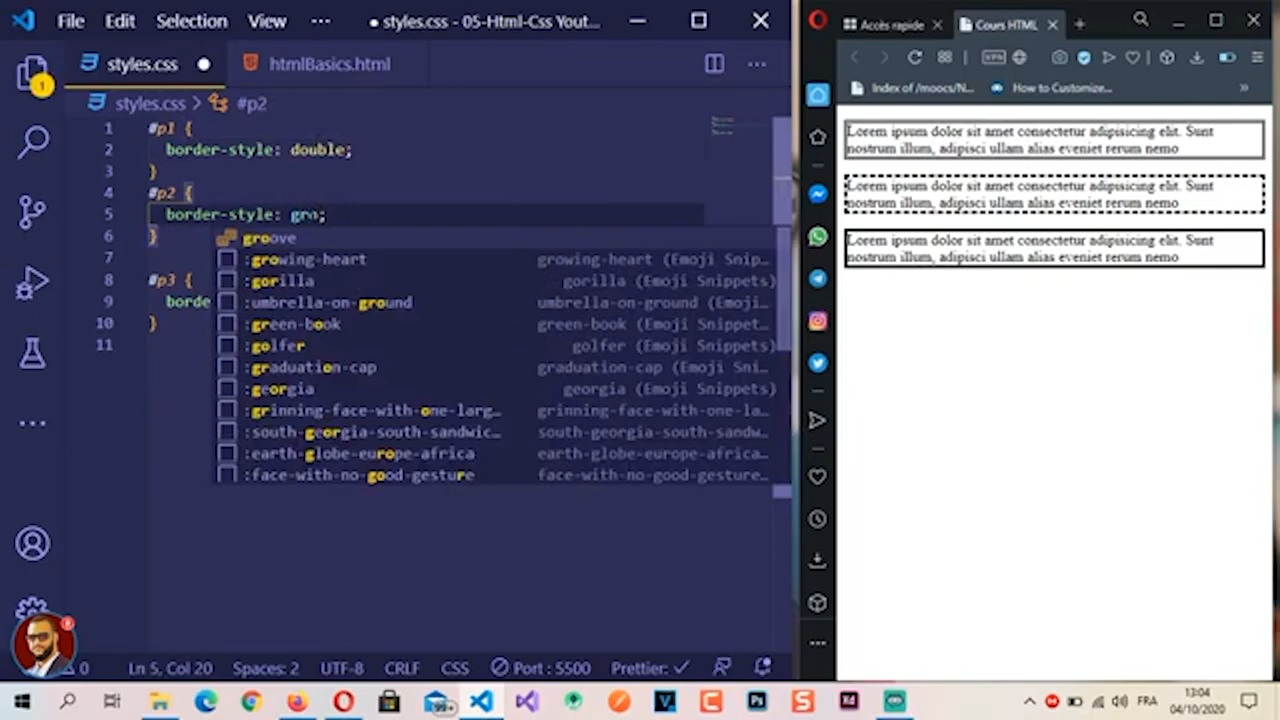 File Edit Selection View ··· ● styles.css - 05-Html-Css Yout...
styles.css ● htmlBasics.html
styles.css > #p2
1 #p1 {
2 border-style: double;
3 }
4 #p2 {
5 border-style: gro;
6 }
groove
7 :growing-heart growing-heart (Emoji Snip…
8 #p3 { :gorilla gorilla (Emoji Snippets)
9 borde :umbrella-on-ground umbrella-on-ground (E…
10 } :green-book green-book (Emoji Snippet…
11 :golfer golfer (Emoji Snippets)
:graduation-cap graduation-cap (Emoji Sni…
:georgia georgia (Emoji Snippets)
:grinning-face-with-one-larg… grinning-face-with-one-la…
:south-georgia-south-sandwic… south-georgia-south-sandw…
:earth-globe-europe-africa earth-globe-europe-africa…
:face-with-no-good-gesture face-with-no-good-gesture…
1
0 Ln 5, Col 20 Spaces: 2 UTF-8 CRLF CSS Port : 5500 Prettier: ✓
Accès rapide Cours HTML
VPN
Index of /moocs/N... How to Customize... »
Lorem ipsum dolor sit amet consectetur adipisicing elit. Sunt
nostrum illum, adipisci ullam alias eveniet rerum nemo
Lorem ipsum dolor sit amet consectetur adipisicing elit. Sunt
nostrum illum, adipisci ullam alias eveniet rerum nemo
Lorem ipsum dolor sit amet consectetur adipisicing elit. Sunt
nostrum illum, adipisci ullam alias eveniet rerum nemo
99+ Ps S Xd FRA 13:04
04/10/2020